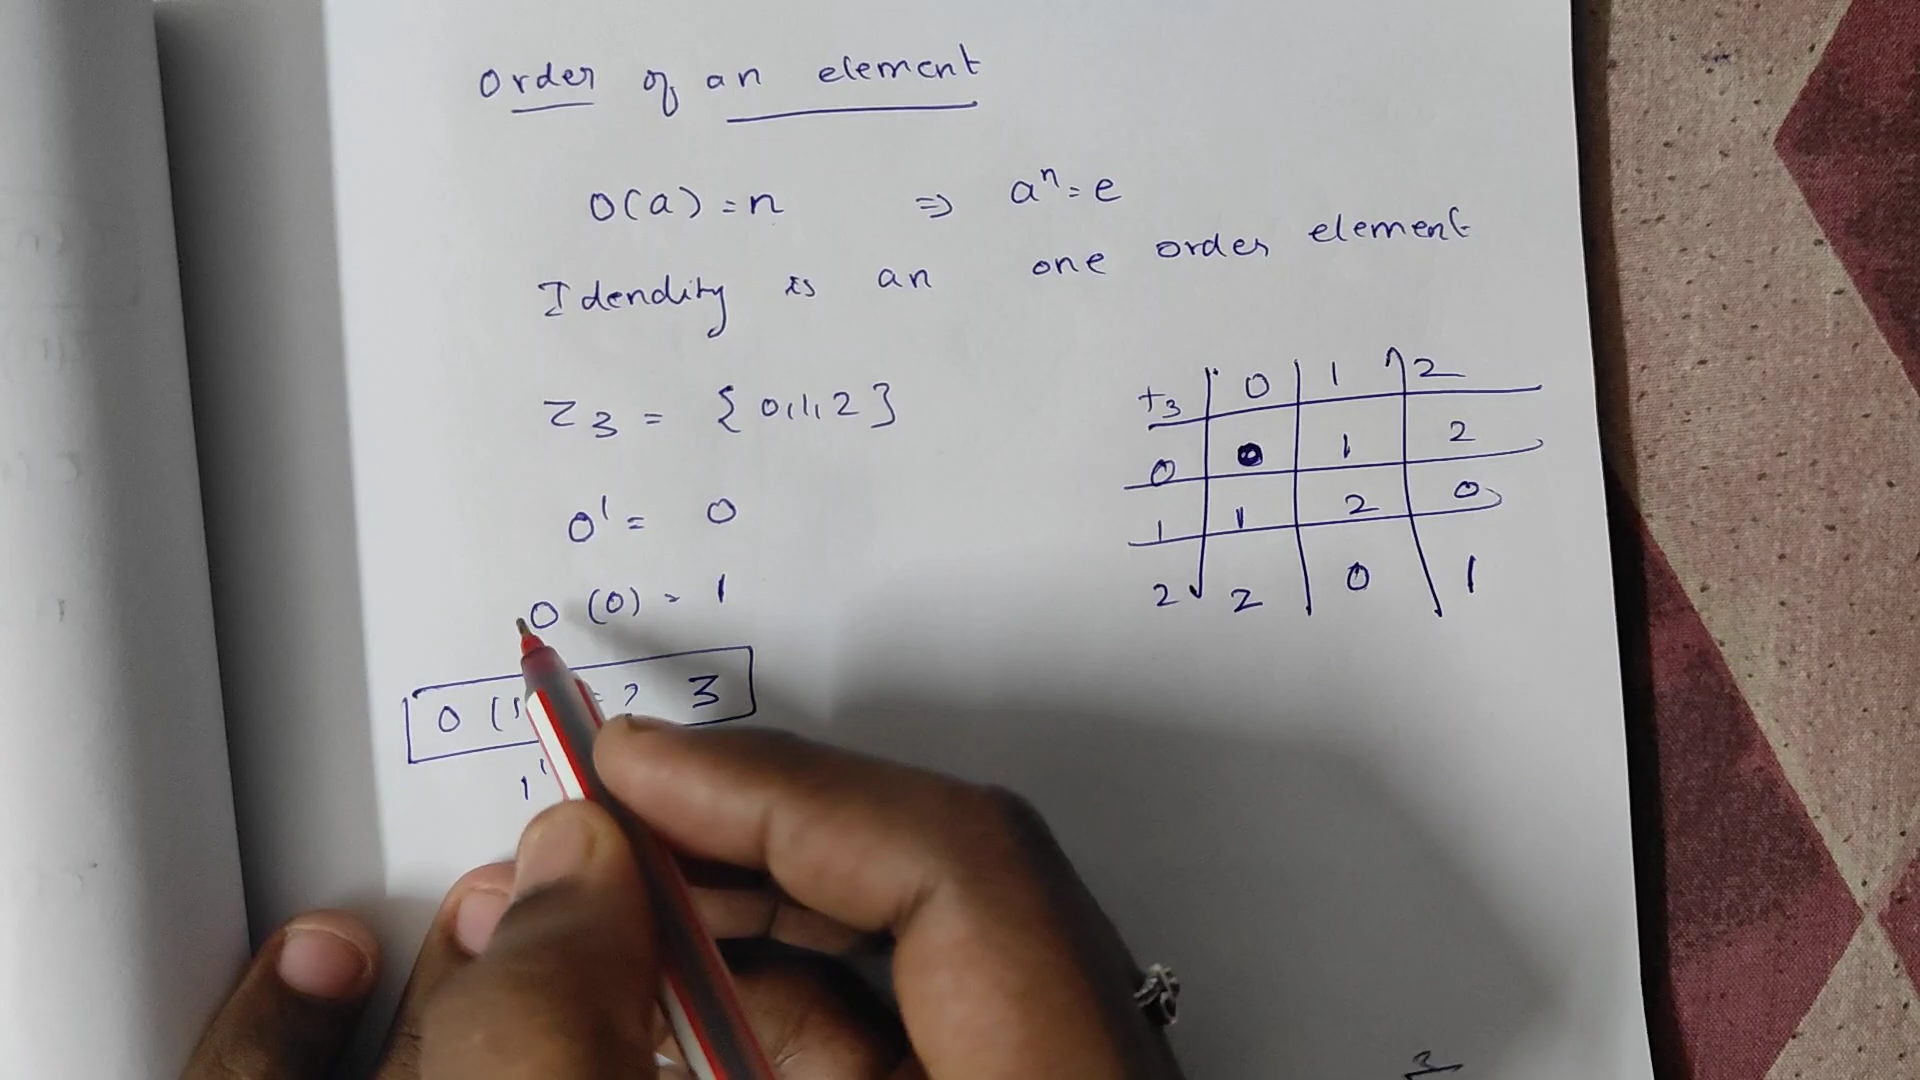 Order of an element
O(a) = n ⇒ aⁿ = e
Idendity is an one order element
Z₃ = {0,1,2}
0¹ = 0
O(0) = 1
O(1 = ? 3
1¹
+₃ 0 1 2
0 0 1 2
1 1 2 0
2 2 0 1